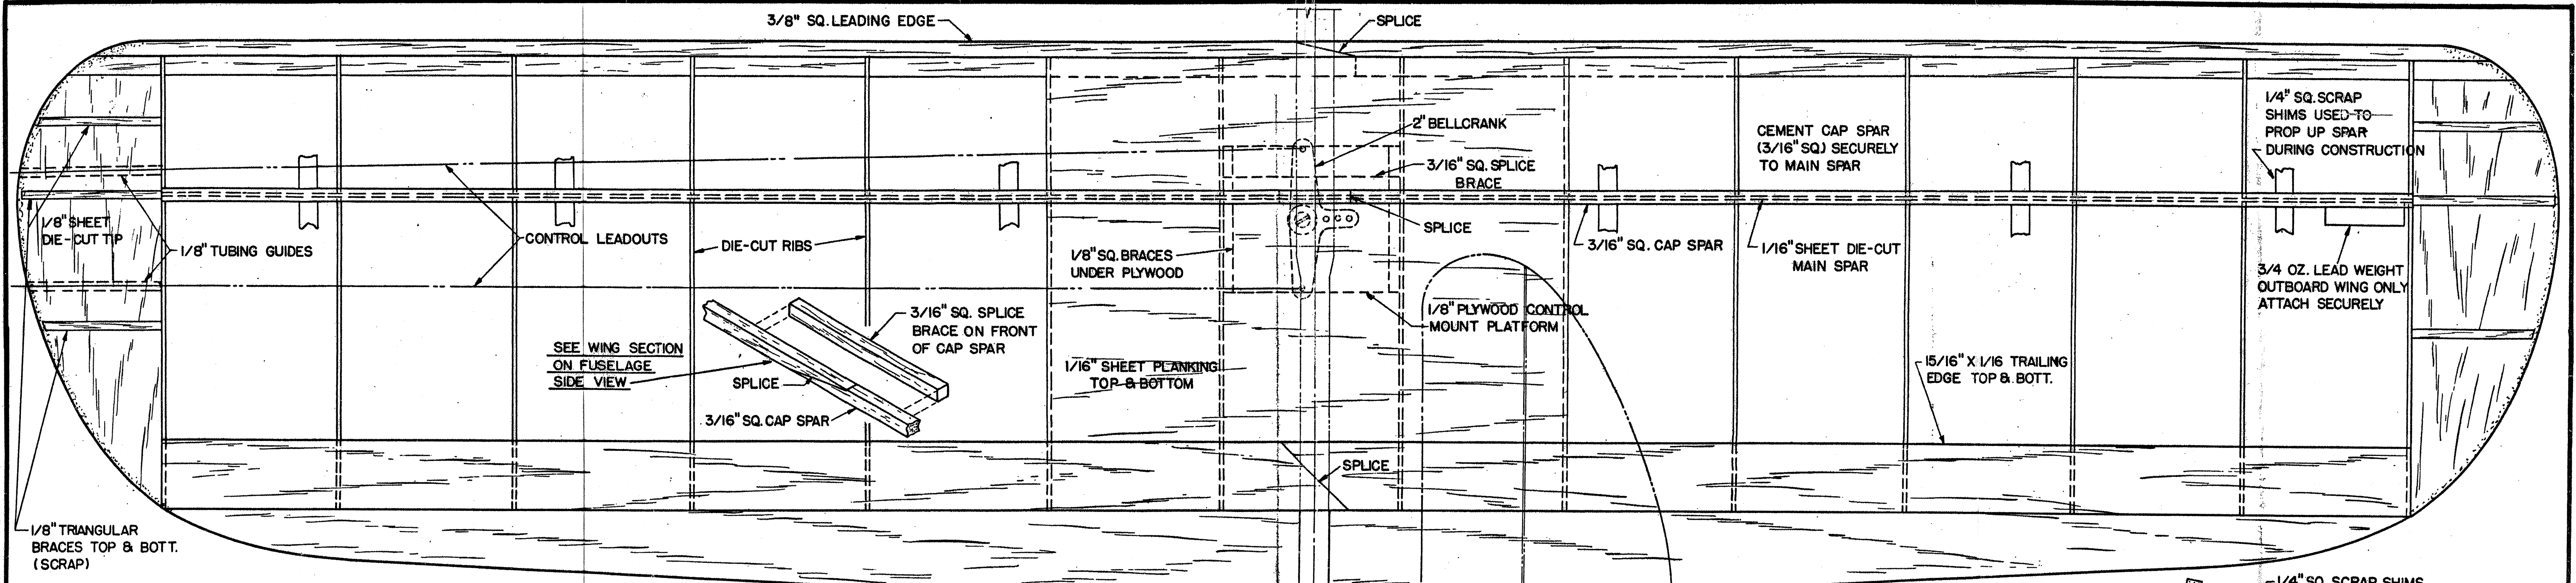 3/8" SQ. LEADING EDGE
SPLICE
2" BELLCRANK
3/16" SQ. SPLICE
BRACE
CEMENT CAP SPAR
(3/16" SQ.) SECURELY
TO MAIN SPAR
1/4" SQ. SCRAP
SHIMS USED TO
PROP UP SPAR
DURING CONSTRUCTION
1/8" SHEET
DIE-CUT TIP
1/8" TUBING GUIDES
CONTROL LEADOUTS
DIE-CUT RIBS
1/8" SQ. BRACES
UNDER PLYWOOD
SPLICE
3/16" SQ. CAP SPAR
1/16" SHEET DIE-CUT
MAIN SPAR
3/4 OZ. LEAD WEIGHT
OUTBOARD WING ONLY
ATTACH SECURELY
3/16" SQ. SPLICE
BRACE ON FRONT
OF CAP SPAR
1/8" PLYWOOD CONTROL
MOUNT PLATFORM
SEE WING SECTION
ON FUSELAGE
SIDE VIEW
SPLICE
3/16" SQ. CAP SPAR
1/16" SHEET PLANKING
TOP & BOTTOM
15/16" X 1/16 TRAILING
EDGE TOP & BOTT.
SPLICE
1/8" TRIANGULAR
BRACES TOP & BOTT.
(SCRAP)
1/4" SQ. SCRAP SHIMS